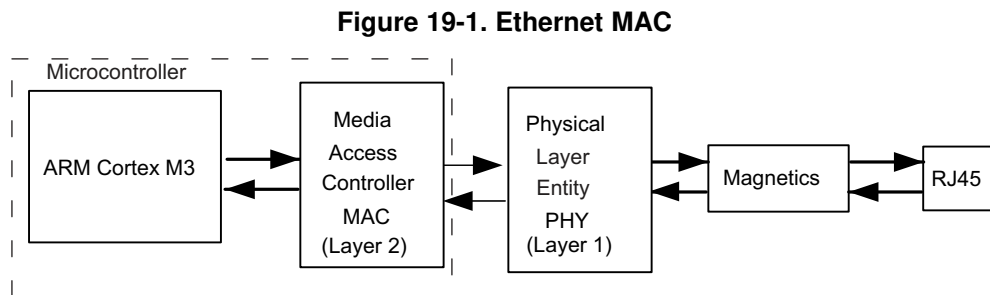 Figure 19-1. Ethernet MAC
Microcontroller
ARM Cortex M3
Media
Access
Controller
MAC
(Layer 2)
Physical
Layer
Entity
PHY
(Layer 1)
Magnetics
RJ45